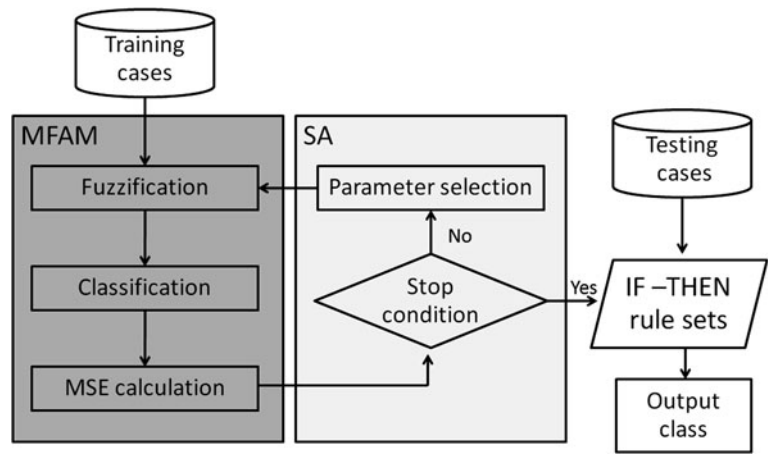 Training
cases
MFAM
SA
Fuzzification
Parameter selection
Testing
cases
No
Classification
Stop
condition
Yes
IF –THEN
rule sets
MSE calculation
Output
class